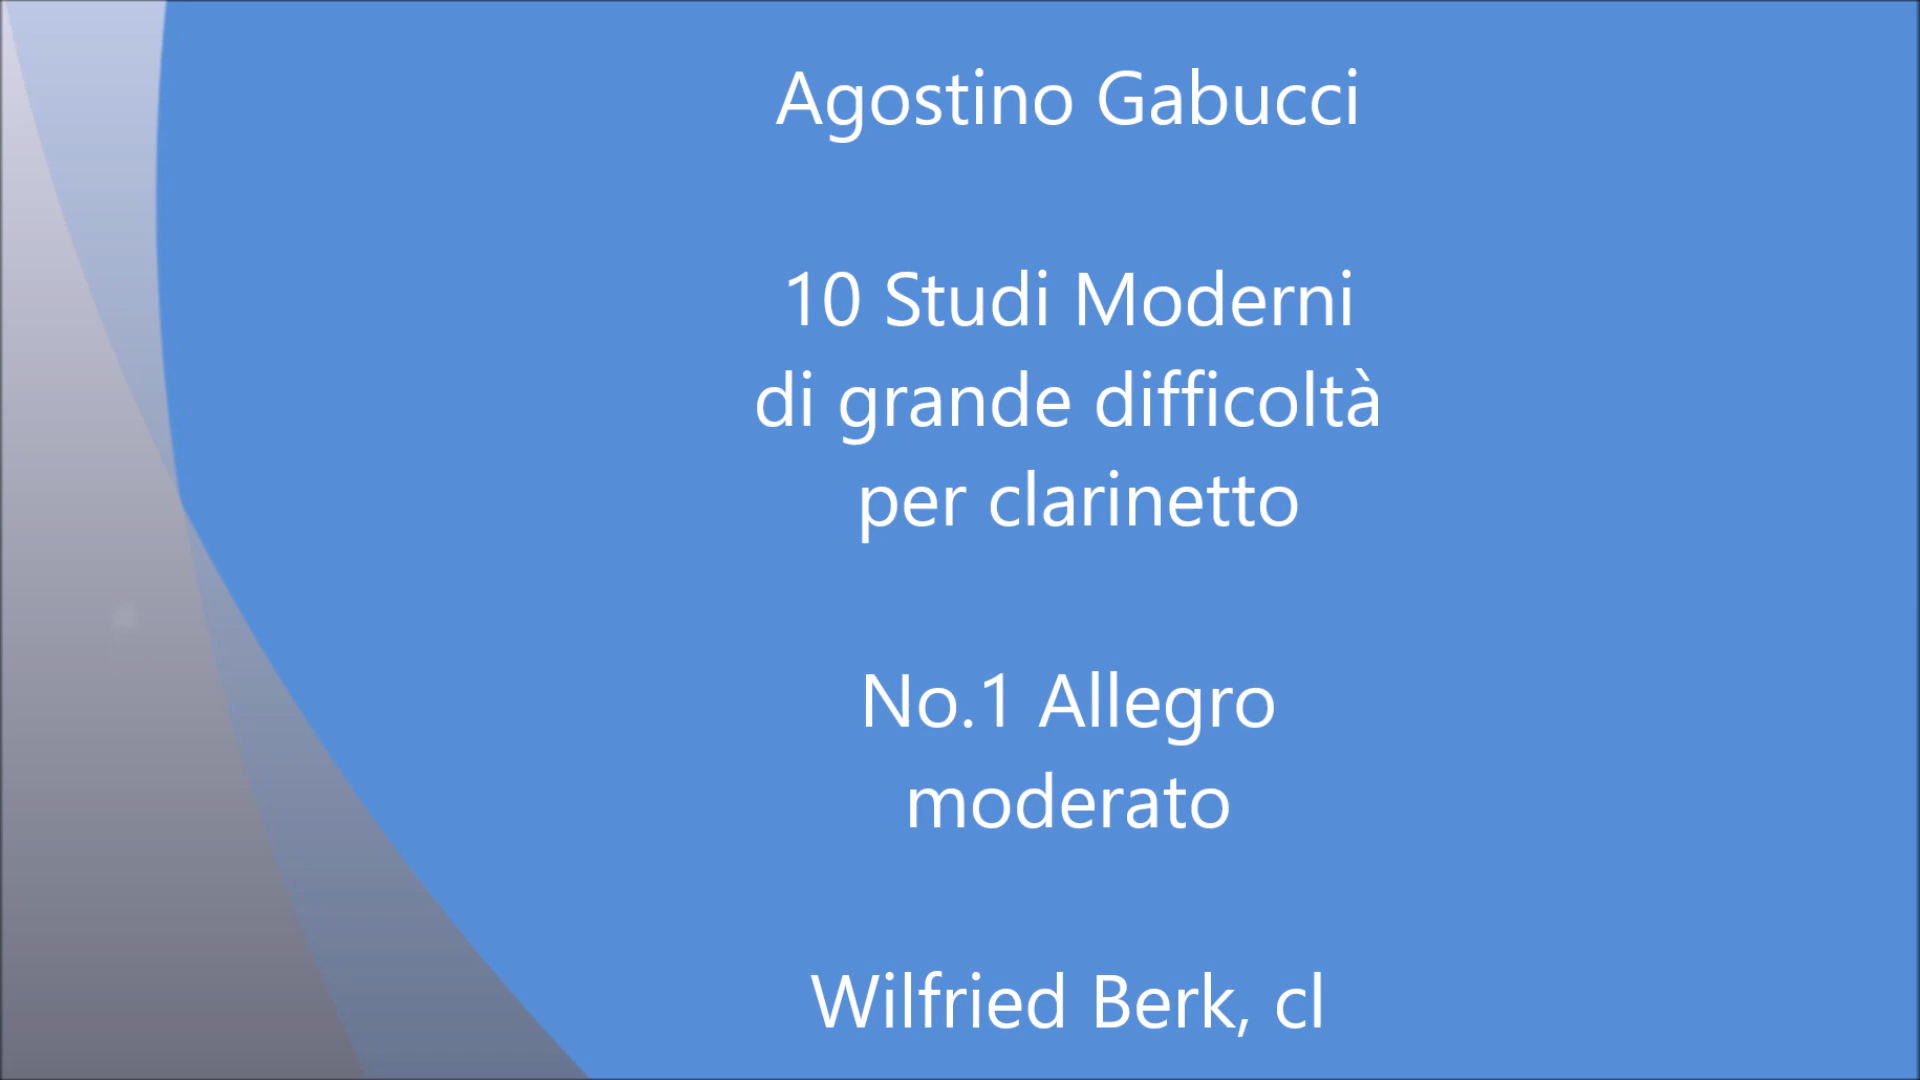 Agostino Gabucci
10 Studi Moderni
di grande difficoltà
per clarinetto
No.1 Allegro
moderato
Wilfried Berk, cl